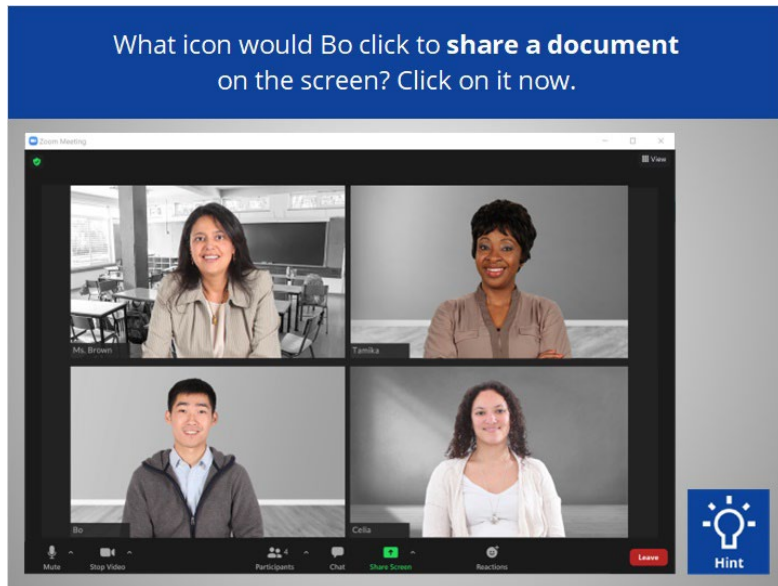 What icon would Bo click to share a document
on the screen? Click on it now.
Zoom Meeting
View
Ms. Brown
Tamika
Bo
Celia
Mute
Stop Video
Participants
4
Chat
Share Screen
Reactions
Leave
Hint